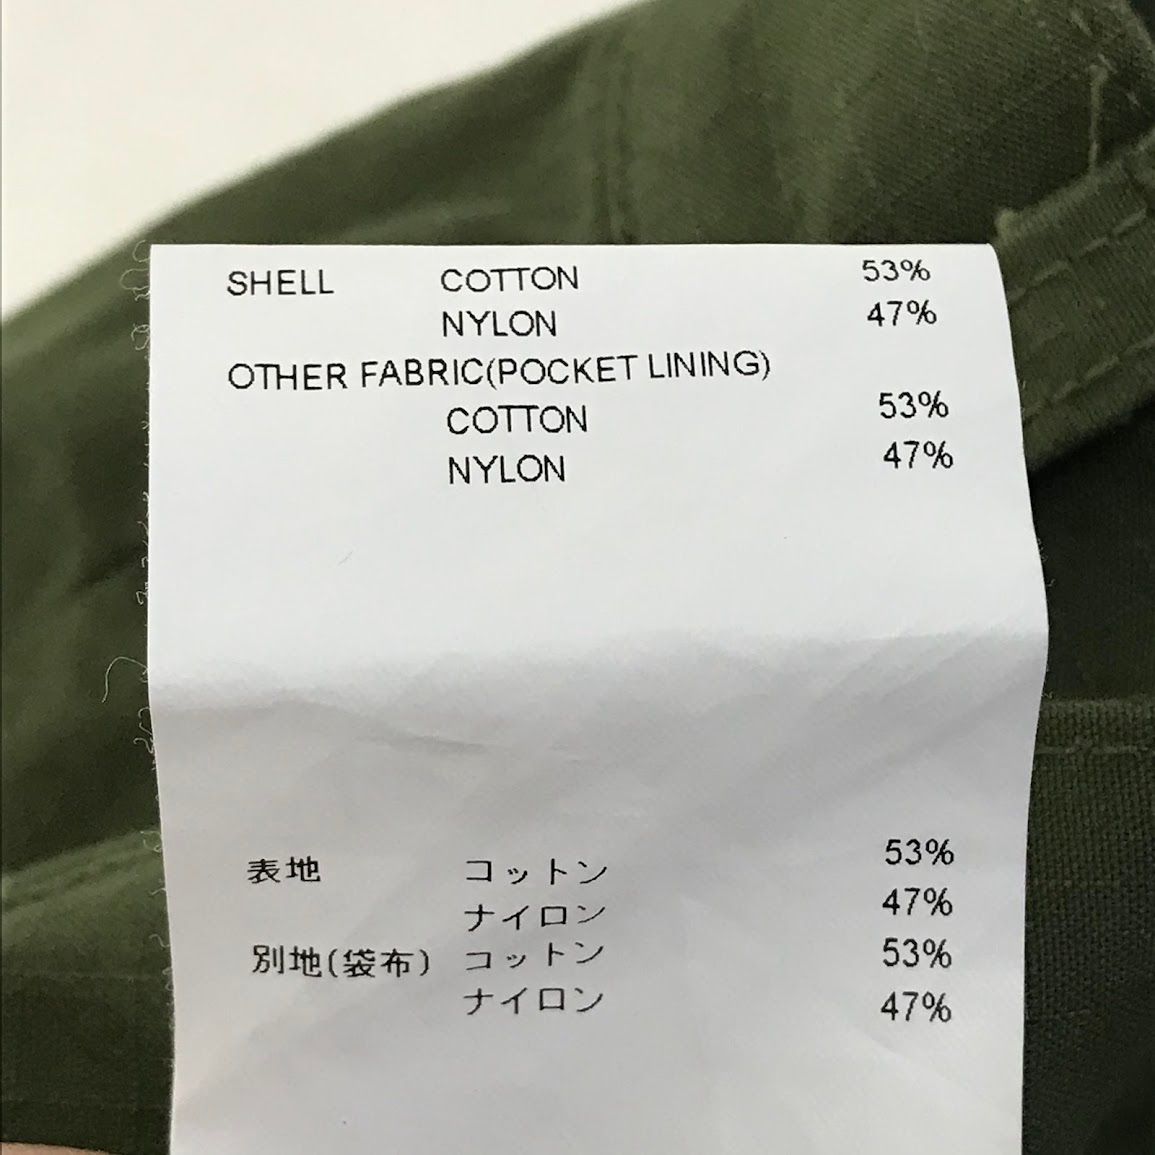 SHELL COTTON 53%
NYLON 47%
OTHER FABRIC(POCKET LINING)
COTTON 53%
NYLON 47%
表地 コットン 53%
ナイロン 47%
別地(袋布) コットン 53%
ナイロン 47%